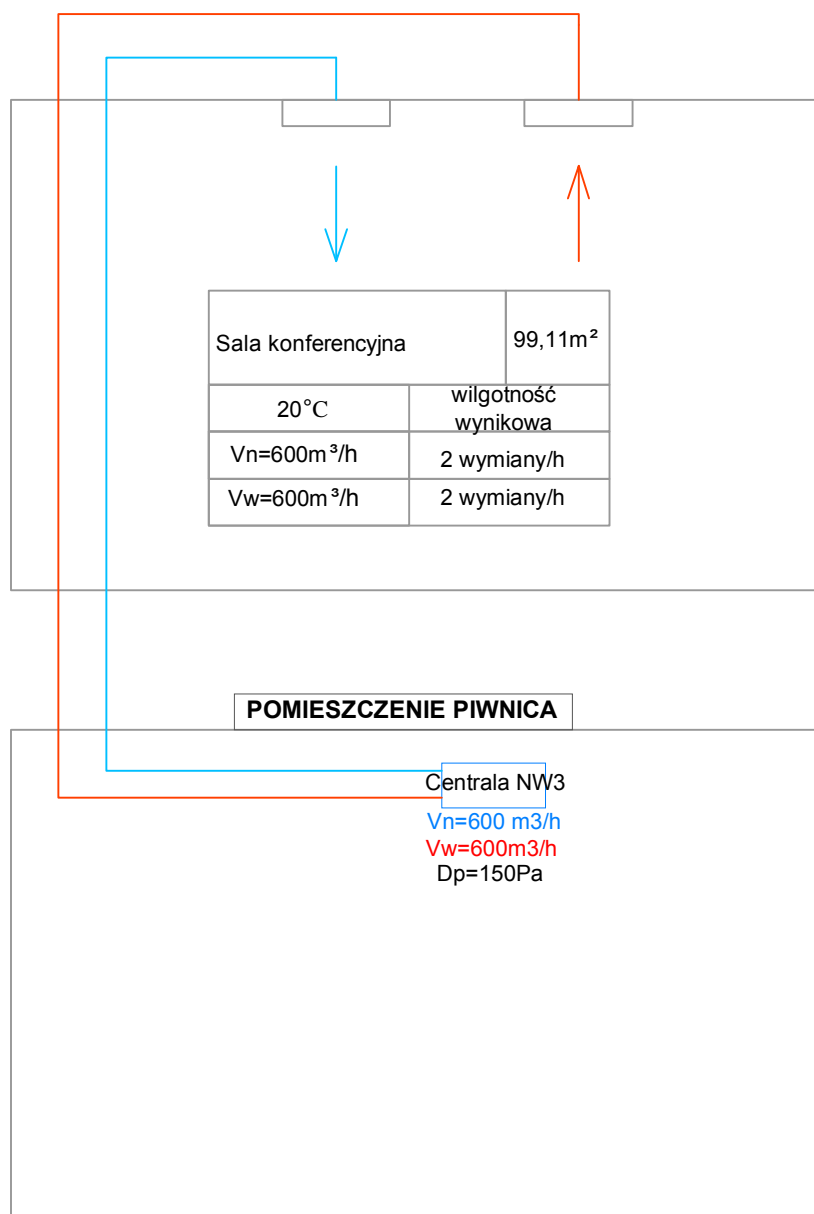 Sala konferencyjna
99,11m²
20°C
wilgotność
wynikowa
Vn=600m³/h
2 wymiany/h
Vw=600m³/h
2 wymiany/h
POMIESZCZENIE PIWNICA
Centrala NW3
Vn=600 m3/h
Vw=600m3/h
Dp=150Pa